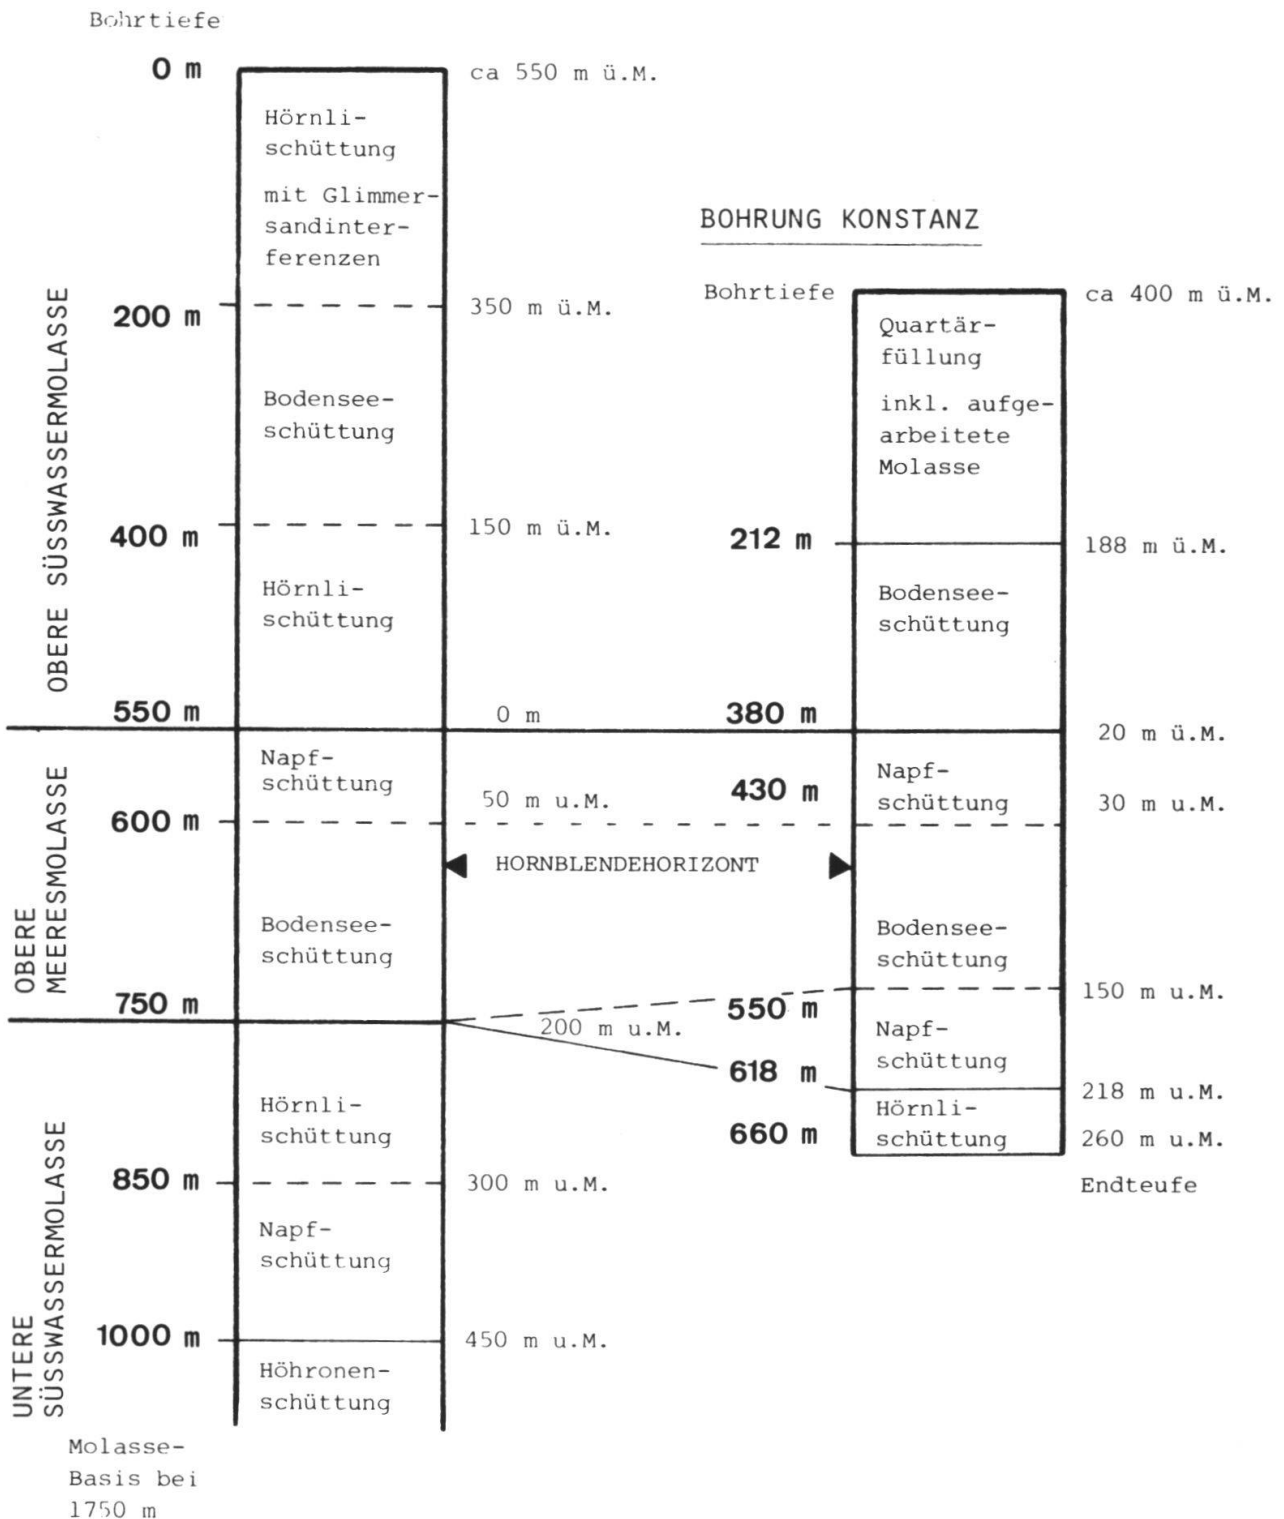 Bohrtiefe
0 m
ca 550 m ü.M.
Hörnli-
schüttung
mit Glimmer-
sandinter-
ferenzen
200 m
350 m ü.M.
Bodensee-
schüttung
400 m
150 m ü.M.
Hörnli-
schüttung
550 m
0 m
Napf-
schüttung
50 m u.M.
600 m
HORNBLENDEHORIZONT
Bodensee-
schüttung
750 m
200 m u.M.
Hörnli-
schüttung
850 m
300 m u.M.
Napf-
schüttung
1000 m
450 m u.M.
Höhronen-
schüttung
Molasse-
Basis bei
1750 m
OBERE SÜSSWASSERMOLASSE
OBERE
MEERESMOLASSE
UNTERE
SÜSSWASSERMOLASSE
BOHRUNG KONSTANZ
Bohrtiefe
ca 400 m ü.M.
Quartär-
füllung
inkl. aufge-
arbeitete
Molasse
212 m
188 m ü.M.
Bodensee-
schüttung
380 m
20 m ü.M.
Napf-
schüttung
430 m
30 m u.M.
Bodensee-
schüttung
550 m
150 m u.M.
Napf-
schüttung
618 m
218 m u.M.
Hörnli-
schüttung
660 m
260 m u.M.
Endteufe